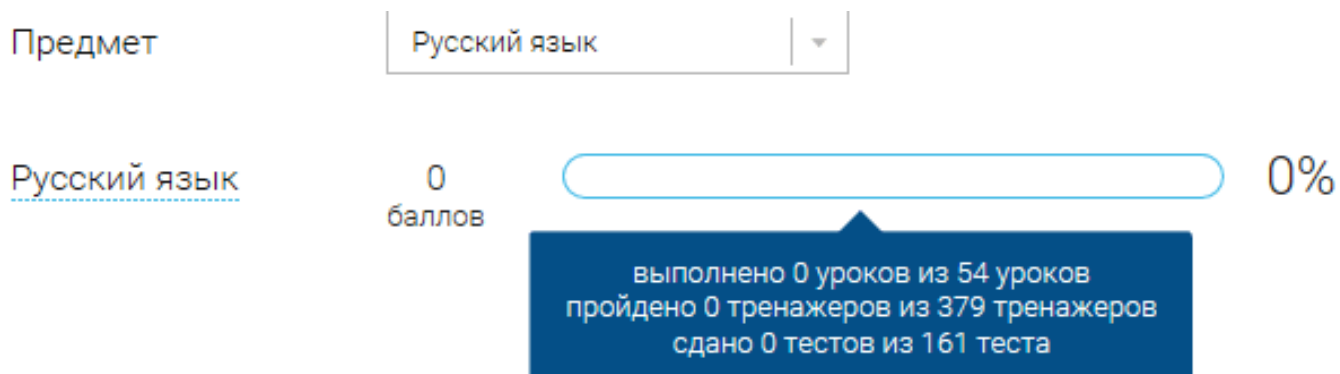 Предмет
Русский язык
Русский язык
0
баллов
0%
выполнено 0 уроков из 54 уроков
пройдено 0 тренажеров из 379 тренажеров
сдано 0 тестов из 161 теста